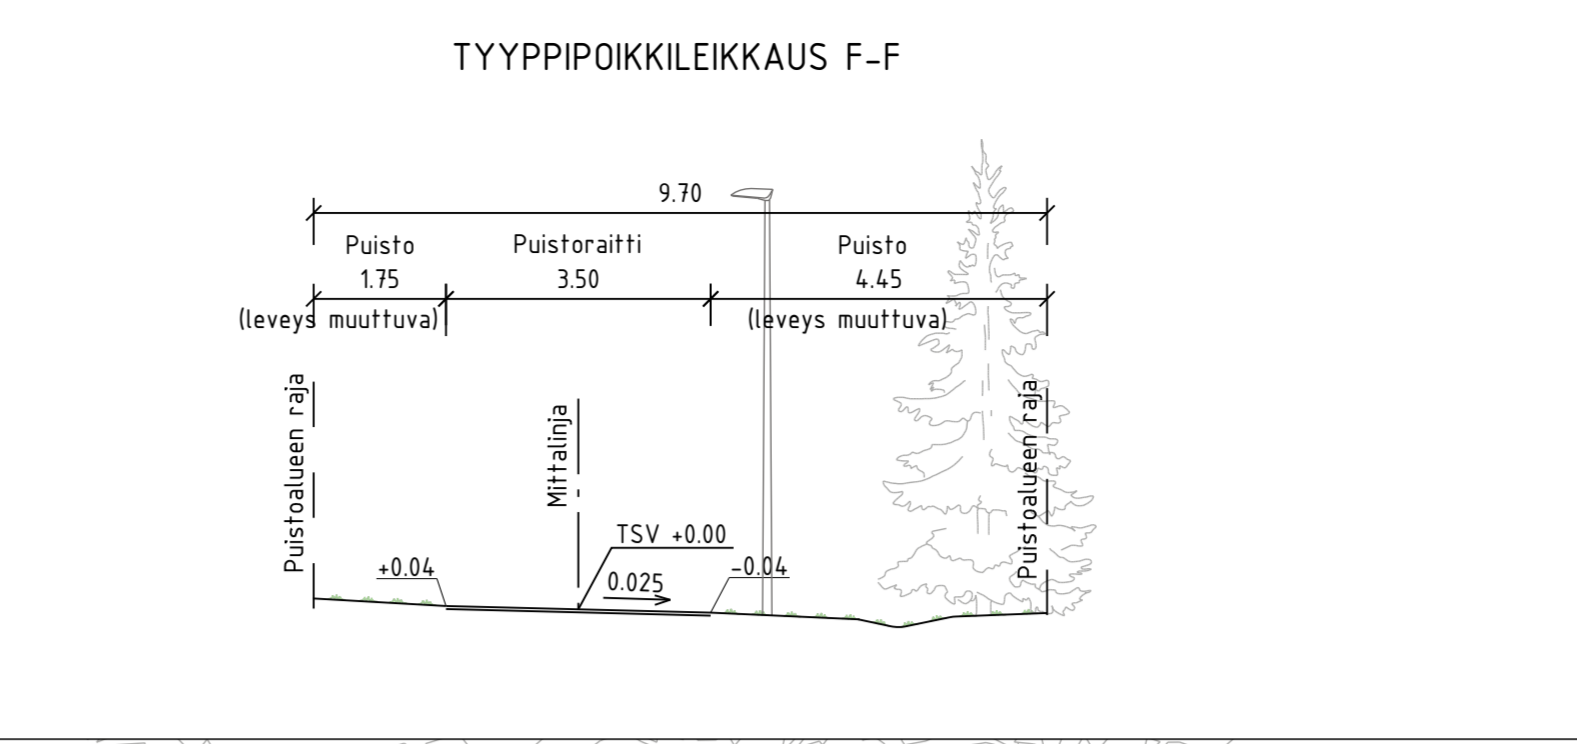 TYYPPIPOIKKILEIKKAUS F-F
9.70
Puisto
1.75
(leveys muuttuva)
Puistoraitti
3.50
Puisto
4.45
(leveys muuttuva)
Puistoalueen raja
Mittalinja
Puistoalueen raja
TSV +0.00
+0.04
0.025
-0.04